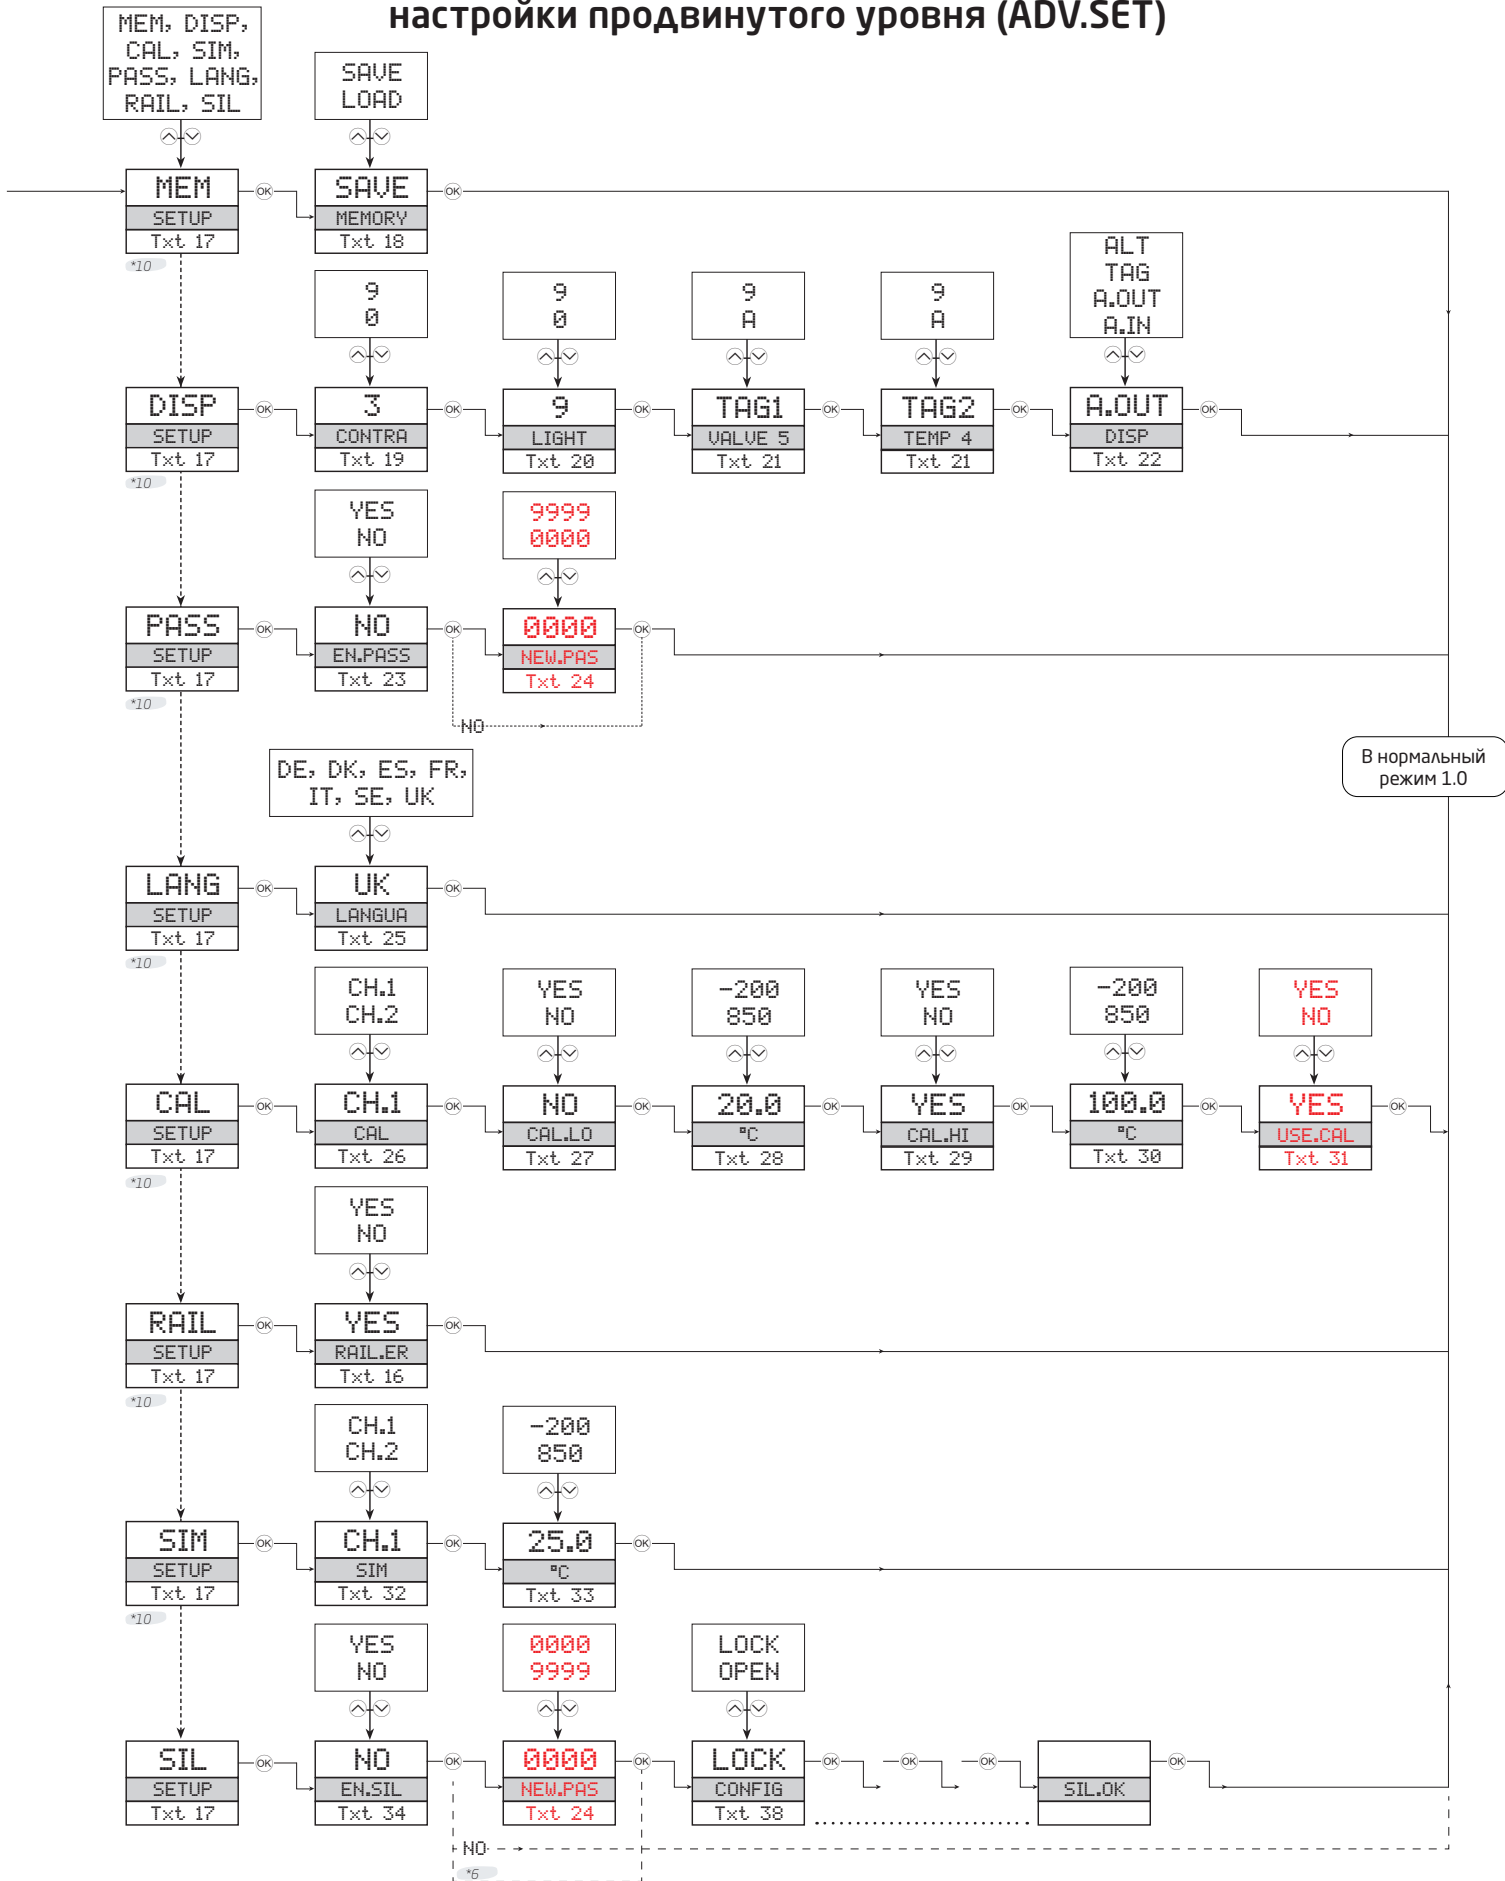 настройки продвинутого уровня (ADV.SET)
MEM, DISP,
CAL, SIM,
PASS, LANG,
RAIL, SIL
SAVE
LOAD
MEM
SETUP
Txt 17
*10
OK
SAVE
MEMORY
Txt 18
OK
9
0
9
0
9
A
9
A
ALT
TAG
A.OUT
A.IN
DISP
SETUP
Txt 17
*10
OK
3
CONTRA
Txt 19
OK
9
LIGHT
Txt 20
OK
TAG1
VALVE 5
Txt 21
OK
TAG2
TEMP 4
Txt 21
OK
A.OUT
DISP
Txt 22
OK
YES
NO
9999
0000
PASS
SETUP
Txt 17
*10
OK
NO
EN.PASS
Txt 23
OK
0000
NEW.PAS
Txt 24
OK
NO
В нормальный
режим 1.0
DE, DK, ES, FR,
IT, SE, UK
LANG
SETUP
Txt 17
*10
OK
UK
LANGUA
Txt 25
OK
CH.1
CH.2
YES
NO
-200
850
YES
NO
-200
850
YES
NO
CAL
SETUP
Txt 17
*10
OK
CH.1
CAL
Txt 26
OK
NO
CAL.LO
Txt 27
OK
20.0
°C
Txt 28
OK
YES
CAL.HI
Txt 29
OK
100.0
°C
Txt 30
OK
YES
USE.CAL
Txt 31
OK
YES
NO
RAIL
SETUP
Txt 17
*10
OK
YES
RAIL.ER
Txt 16
OK
CH.1
CH.2
-200
850
SIM
SETUP
Txt 17
*10
OK
CH.1
SIM
Txt 32
OK
25.0
°C
Txt 33
OK
YES
NO
0000
9999
LOCK
OPEN
SIL
SETUP
Txt 17
OK
NO
EN.SIL
Txt 34
OK
0000
NEW.PAS
Txt 24
OK
LOCK
CONFIG
Txt 38
OK
OK
OK
SIL.OK
OK
NO
*6